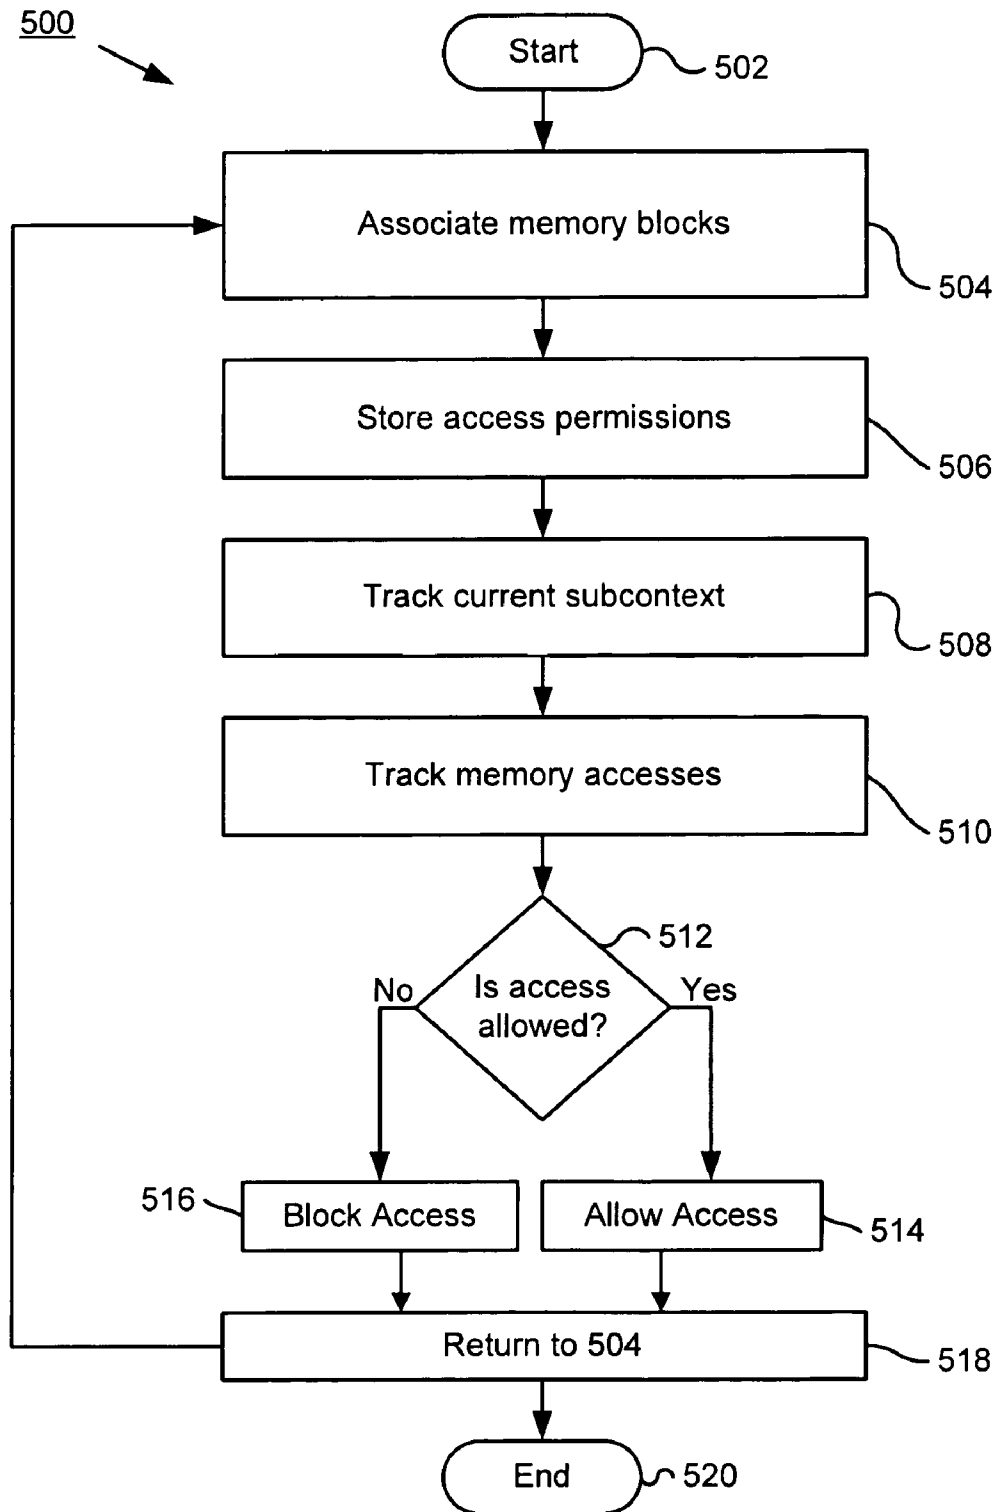 500
Start
502
Associate memory blocks
504
Store access permissions
506
Track current subcontext
508
Track memory accesses
510
512
No
Is access
allowed?
Yes
516
Block Access
Allow Access
514
Return to 504
518
End
520